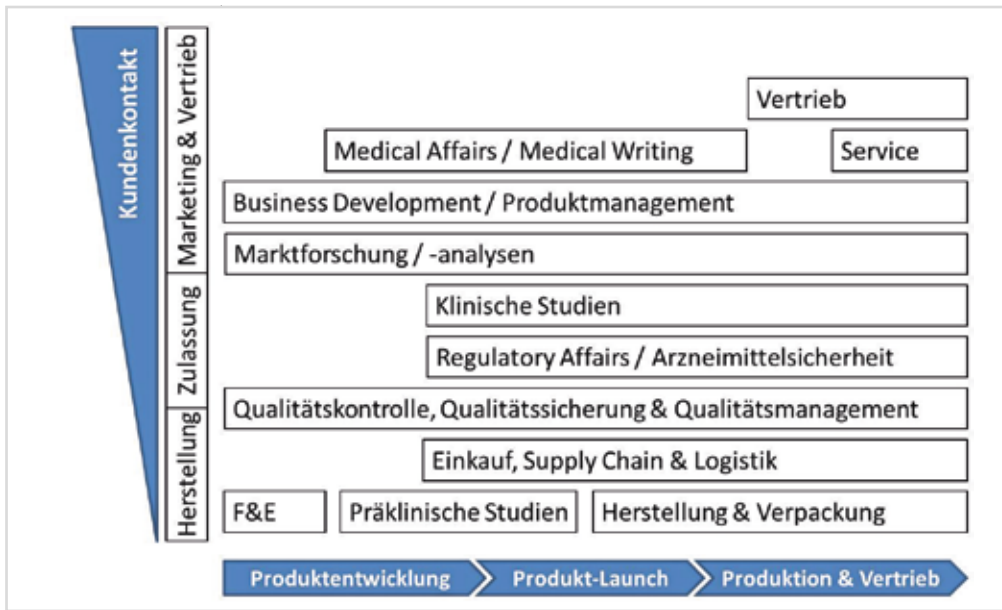 Kundenkontakt
Marketing & Vertrieb
Zulassung
Herstellung
Vertrieb
Medical Affairs / Medical Writing
Service
Business Development / Produktmanagement
Marktforschung / -analysen
Klinische Studien
Regulatory Affairs / Arzneimittelsicherheit
Qualitätskontrolle, Qualitätssicherung & Qualitätsmanagement
Einkauf, Supply Chain & Logistik
F&E
Präklinische Studien
Herstellung & Verpackung
Produktentwicklung
Produkt-Launch
Produktion & Vertrieb